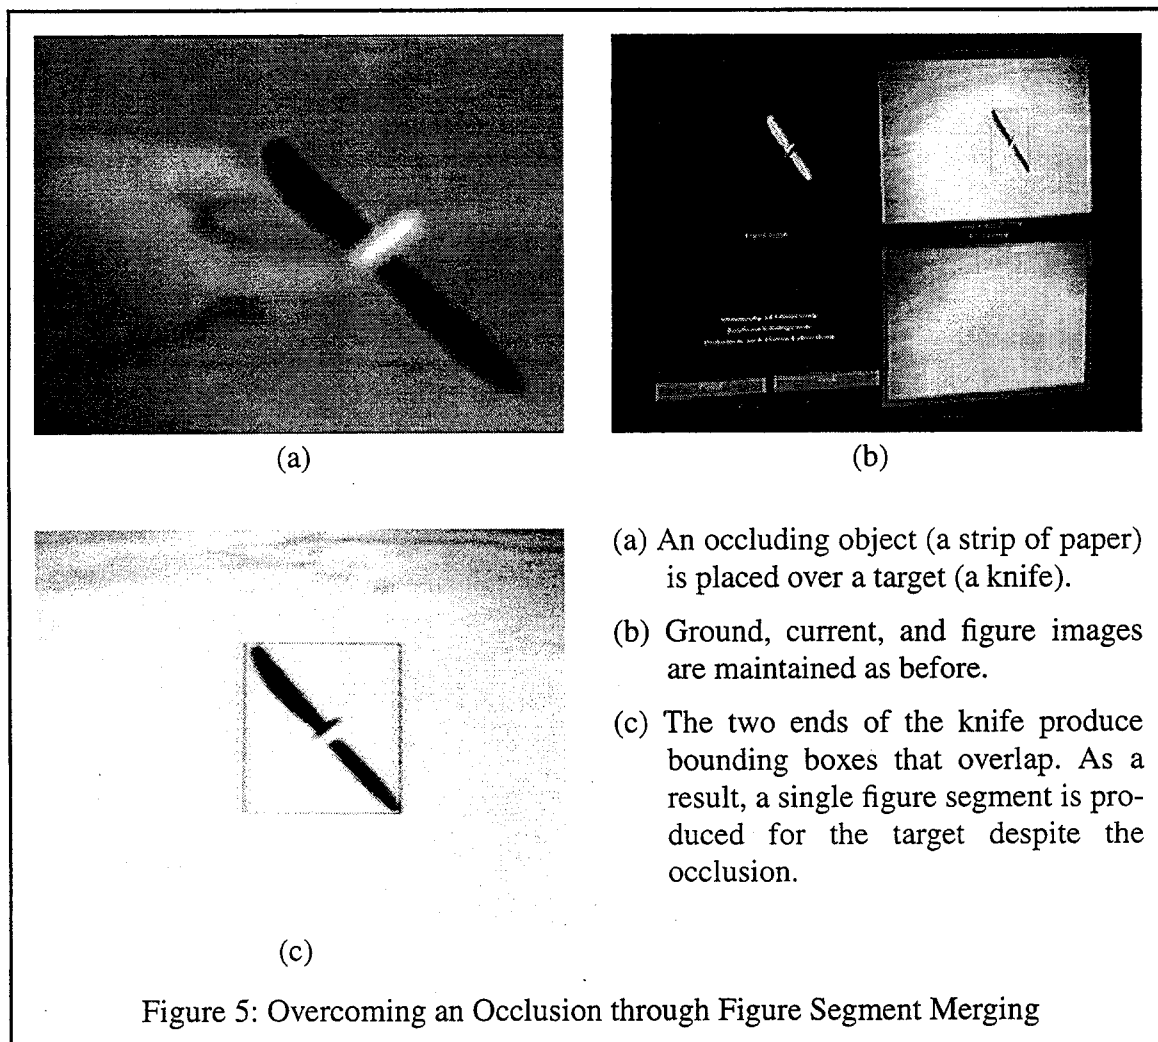 (a)
(b)
(a) An occluding object (a strip of paper)
is placed over a target (a knife).
(b) Ground, current, and figure images
are maintained as before.
(c) The two ends of the knife produce
bounding boxes that overlap. As a
result, a single figure segment is pro-
duced for the target despite the
occlusion.
(c)
Figure 5: Overcoming an Occlusion through Figure Segment Merging